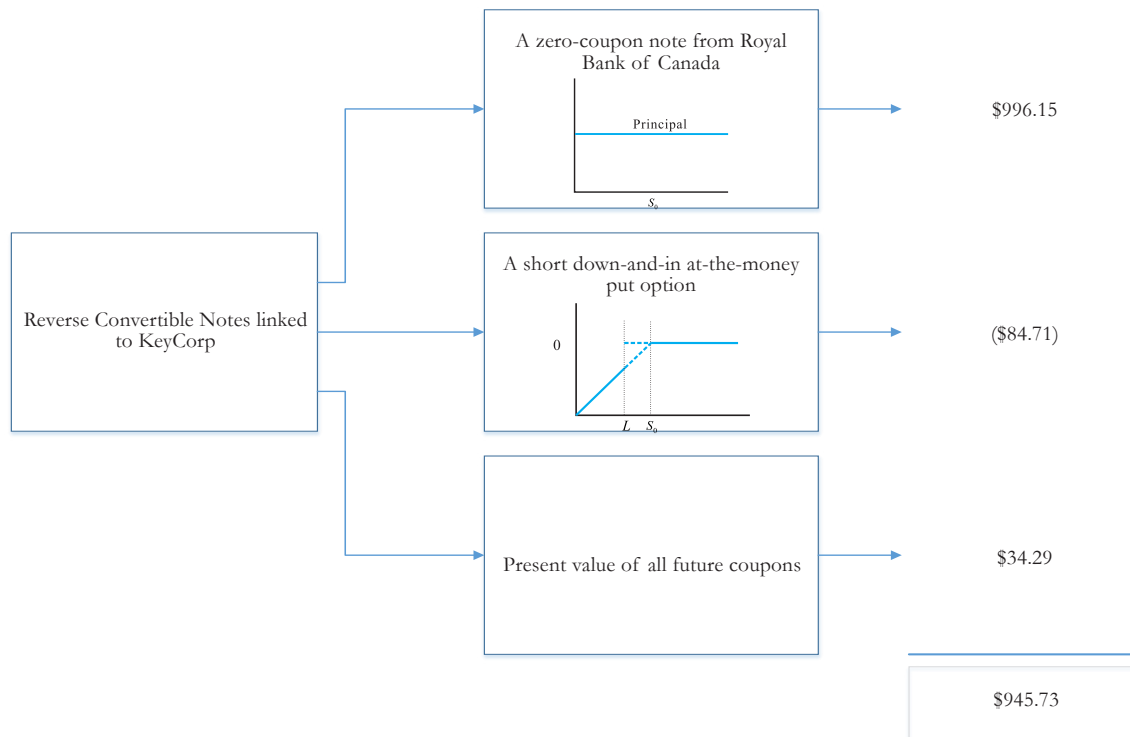 A zero-coupon note from Royal
Bank of Canada
Principal
S₀
$996.15
Reverse Convertible Notes linked
to KeyCorp
A short down-and-in at-the-money
put option
0
L S₀
($84.71)
Present value of all future coupons
$34.29
$945.73